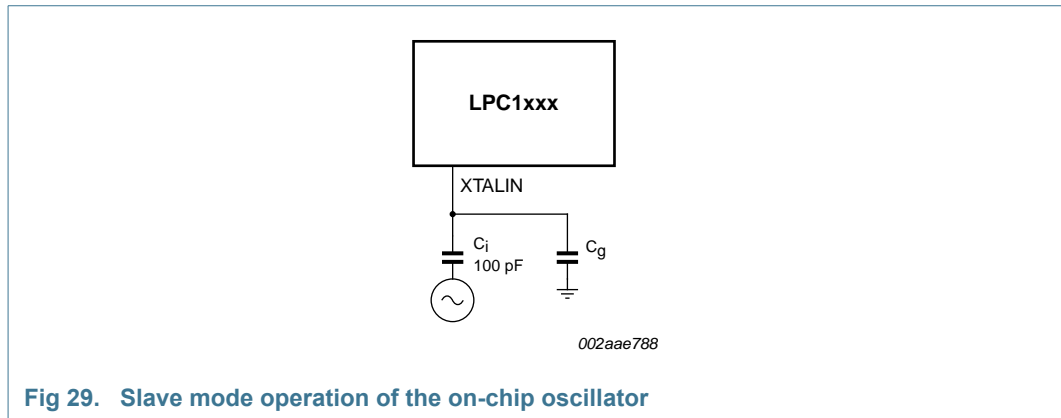 LPC1xxx
XTALIN
Ci
100 pF
Cg
002aae788
Fig 29. Slave mode operation of the on-chip oscillator